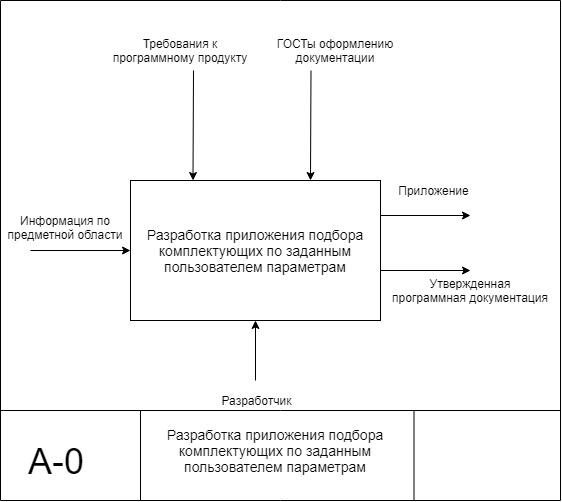 Требования к
программному продукту
ГОСТы оформлению
документации
Информация по
предметной области
Разработка приложения подбора
комплектующих по заданным
пользователем параметрам
Приложение
Утвержденная
программная документация
Разработчик
А-0
Разработка приложения подбора
комплектующих по заданным
пользователем параметрам